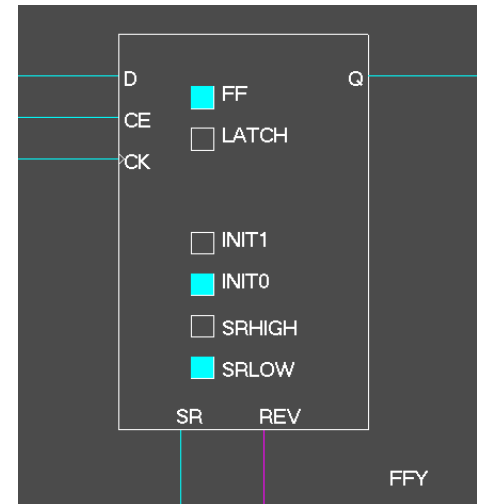 D
Q
FF
CE
LATCH
CK
INIT1
INIT0
SRHIGH
SRLOW
SR REV
FFY